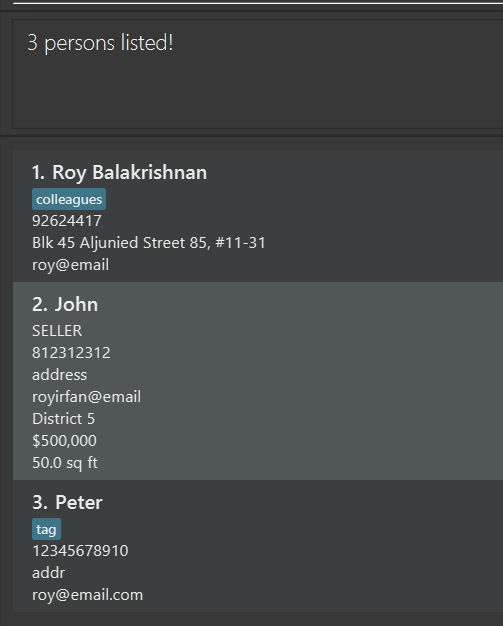 3 persons listed!
1. Roy Balakrishnan
colleagues
92624417
Blk 45 Aljunied Street 85, #11-31
roy@email
2. John
SELLER
812312312
address
royirfan@email
District 5
$500,000
50.0 sq ft
3. Peter
tag
12345678910
addr
roy@email.com